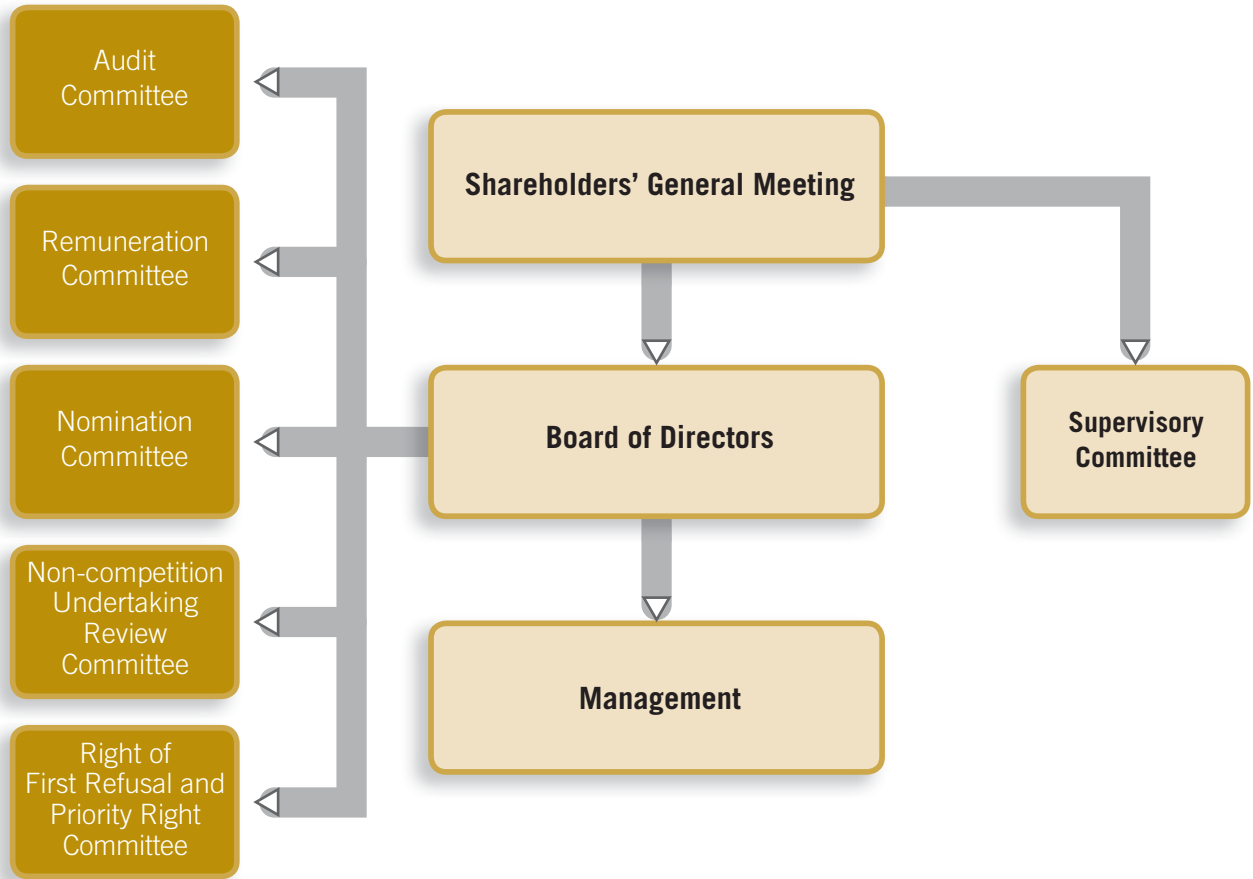 Audit
Committee
Remuneration
Committee
Nomination
Committee
Non-competition
Undertaking
Review
Committee
Right of
First Refusal and
Priority Right
Committee
Shareholders’ General Meeting
Board of Directors
Management
Supervisory
Committee